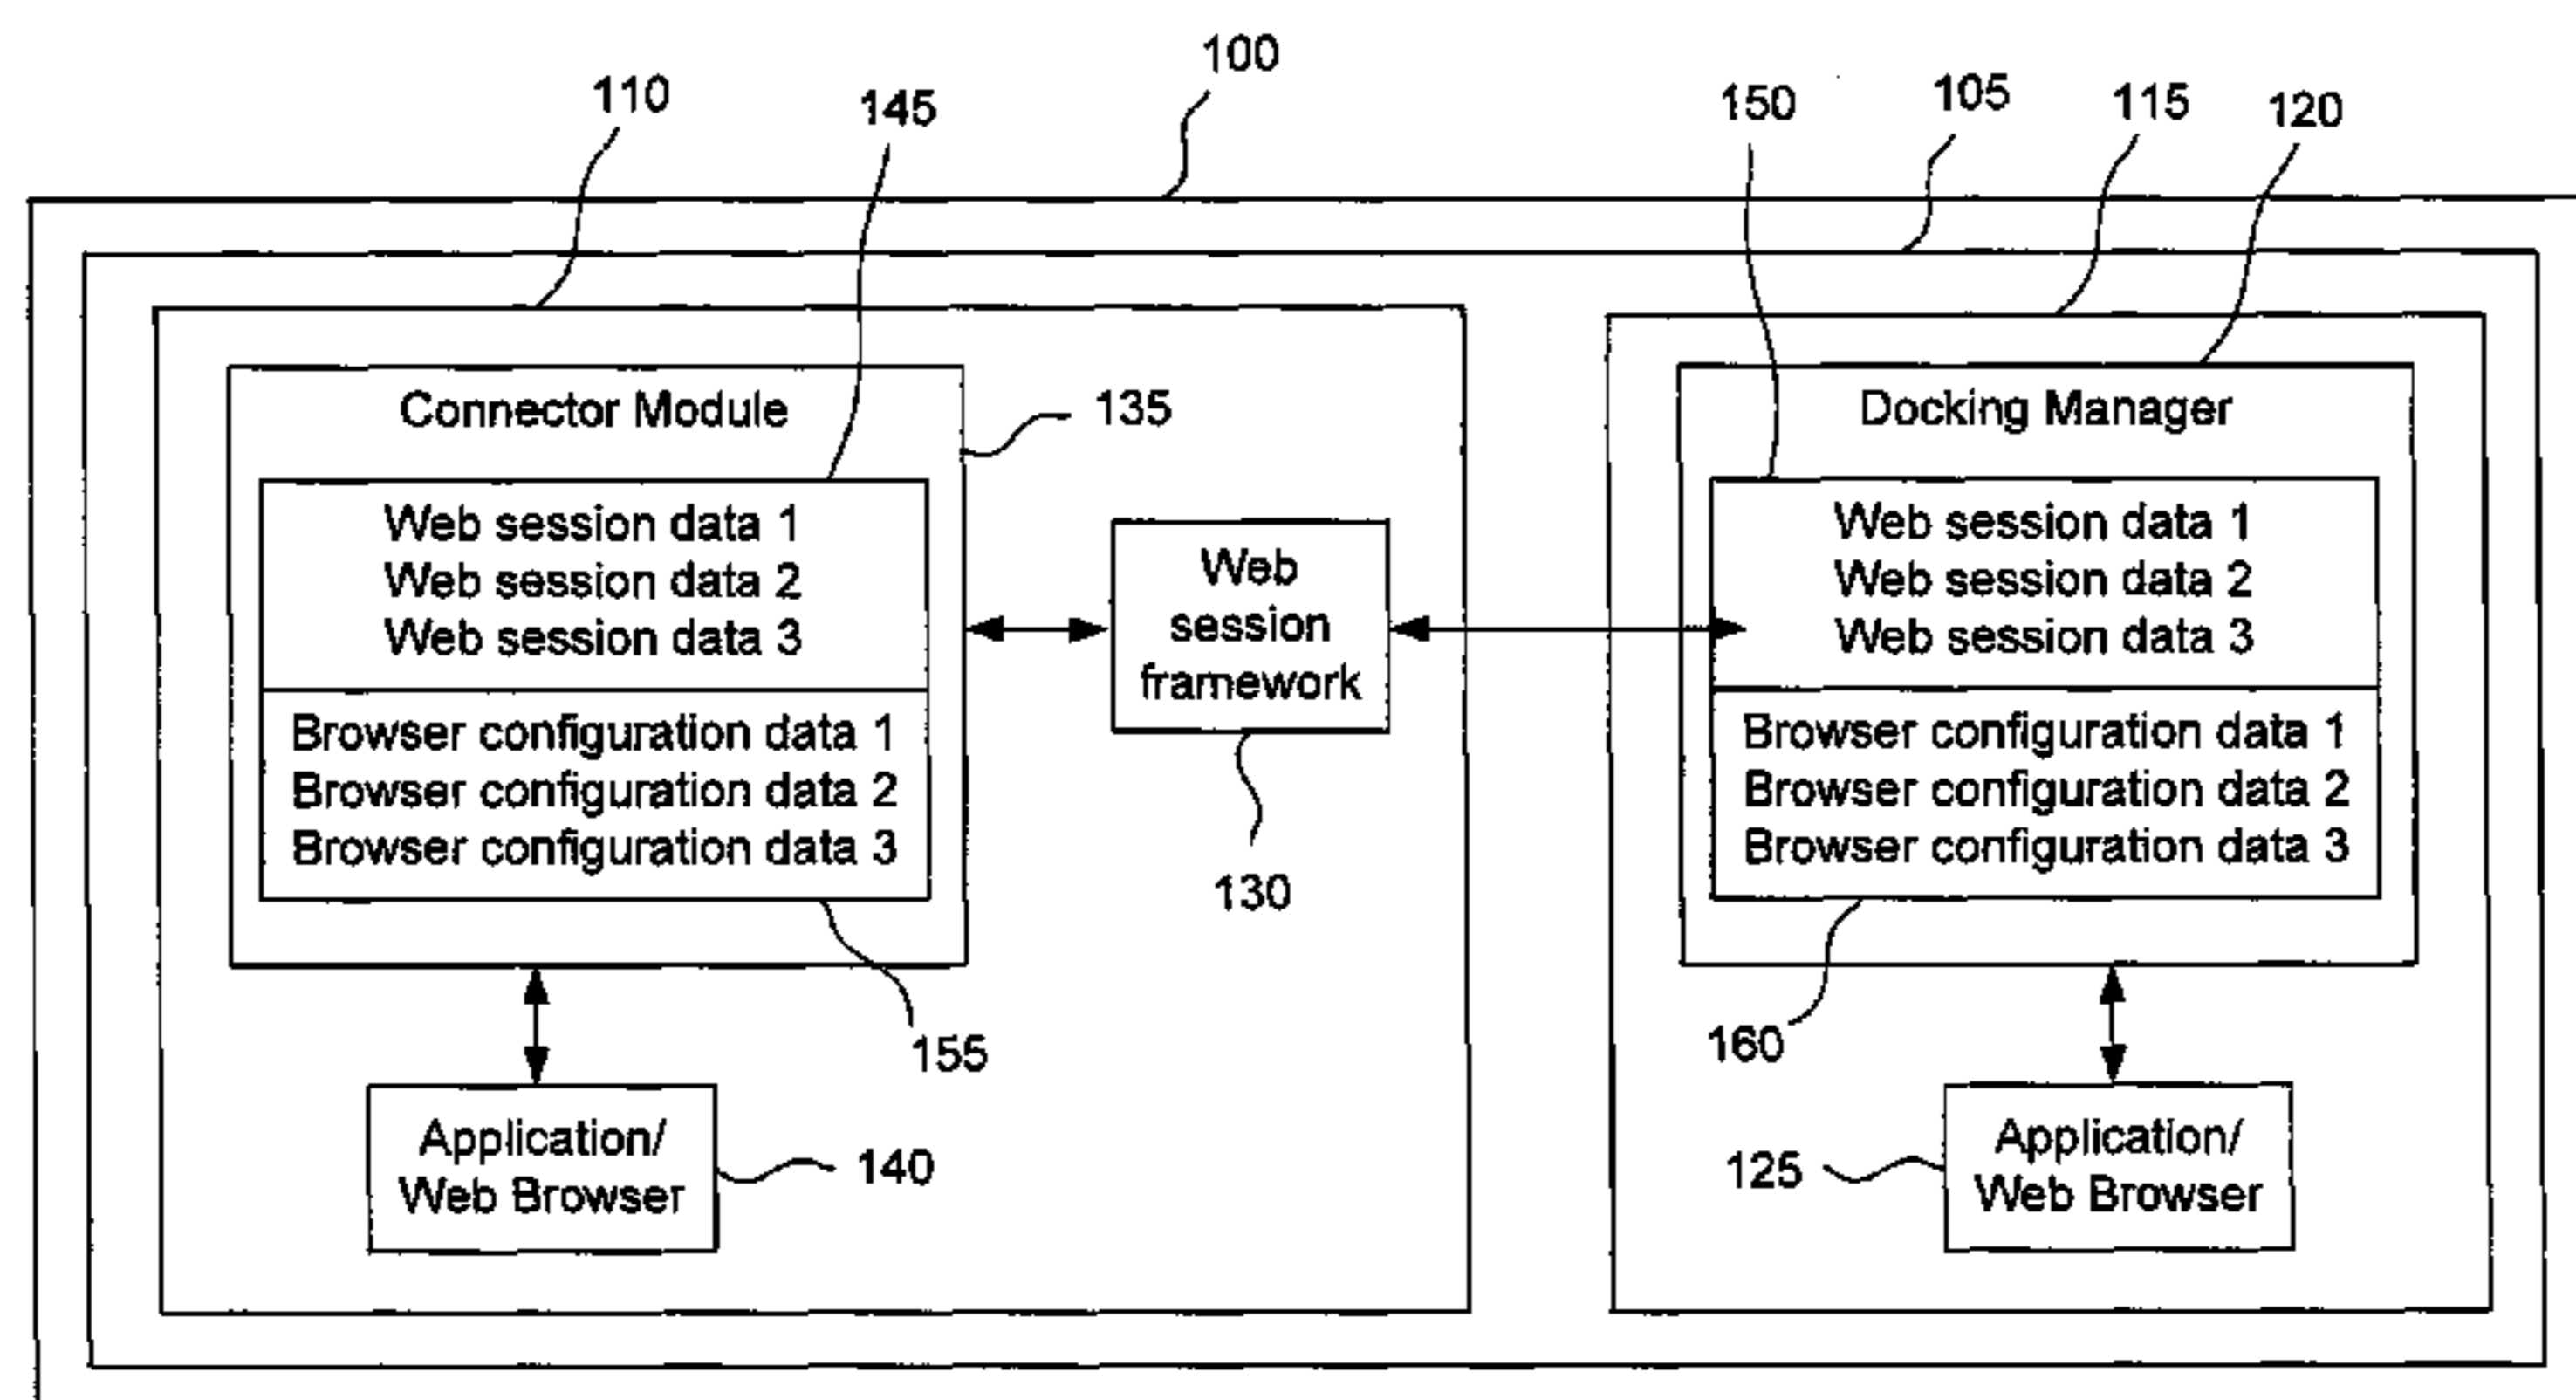 100
110
145
150
105
115
120
Connector Module
135
Docking Manager
Web session data 1
Web session data 2
Web session data 3
Browser configuration data 1
Browser configuration data 2
Browser configuration data 3
Web
session
framework
130
Web session data 1
Web session data 2
Web session data 3
Browser configuration data 1
Browser configuration data 2
Browser configuration data 3
155
160
Application/
Web Browser
140
125
Application/
Web Browser